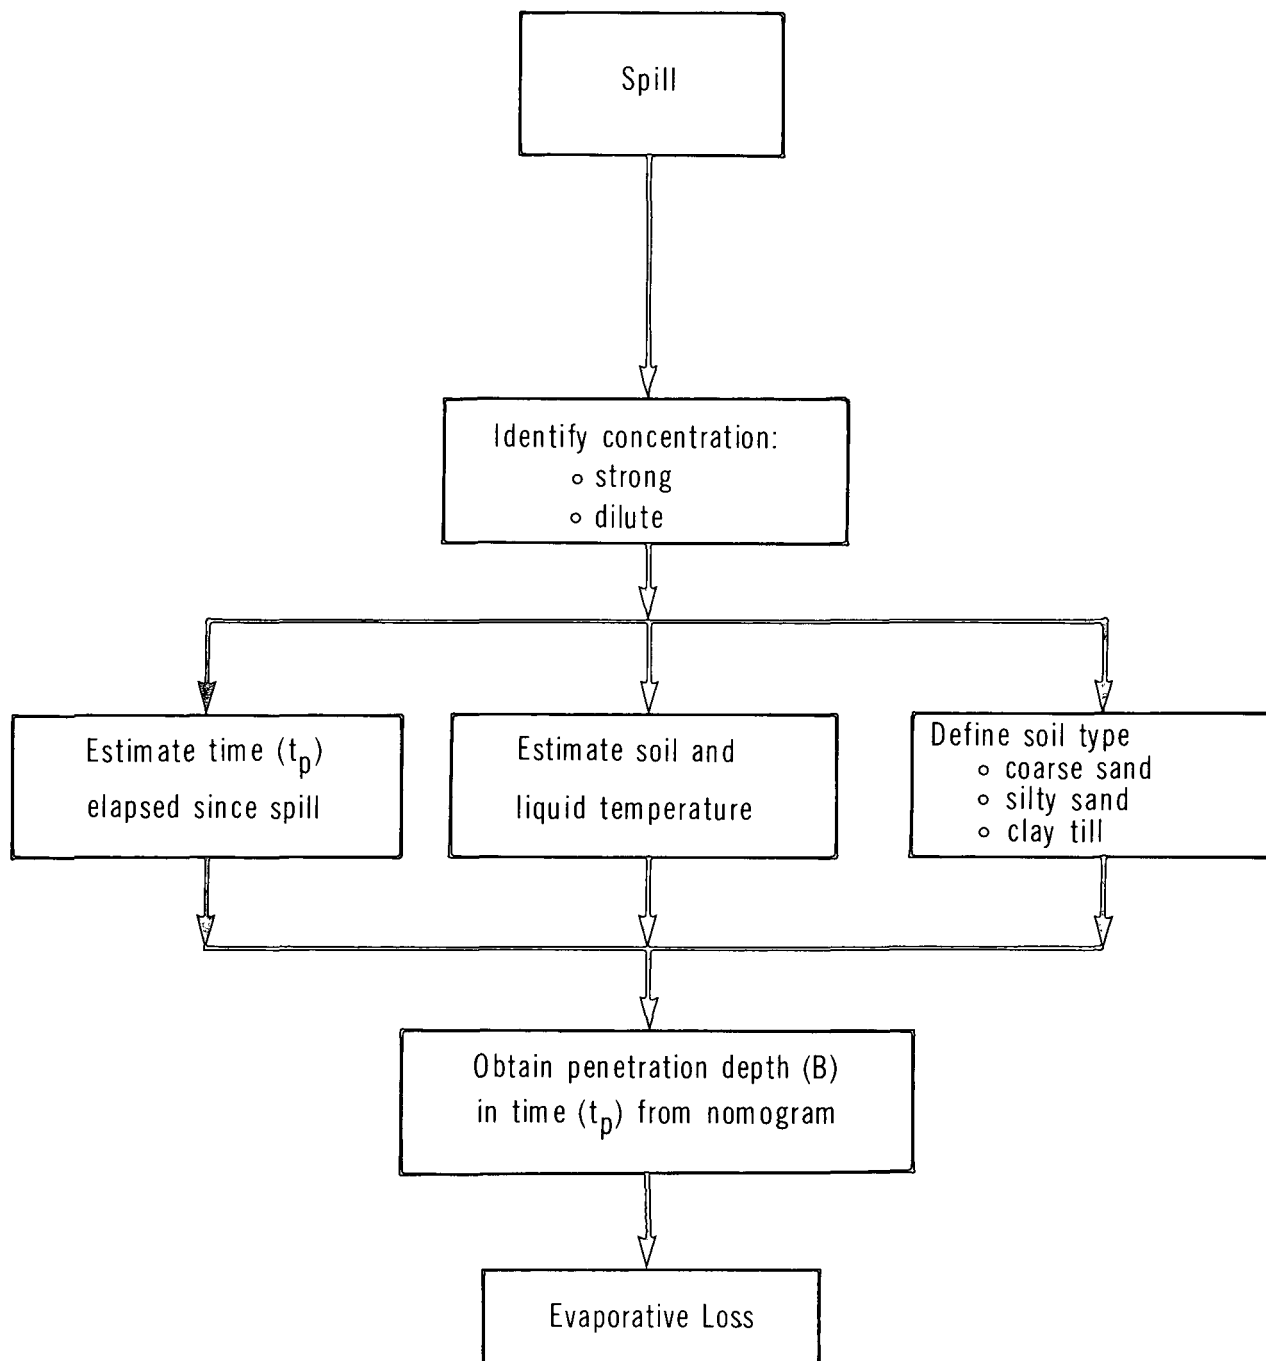 Spill
Identify concentration:
○ strong
○ dilute
Estimate time (tp)
elapsed since spill
Estimate soil and
liquid temperature
Define soil type
○ coarse sand
○ silty sand
○ clay till
Obtain penetration depth (B)
in time (tp) from nomogram
Evaporative Loss